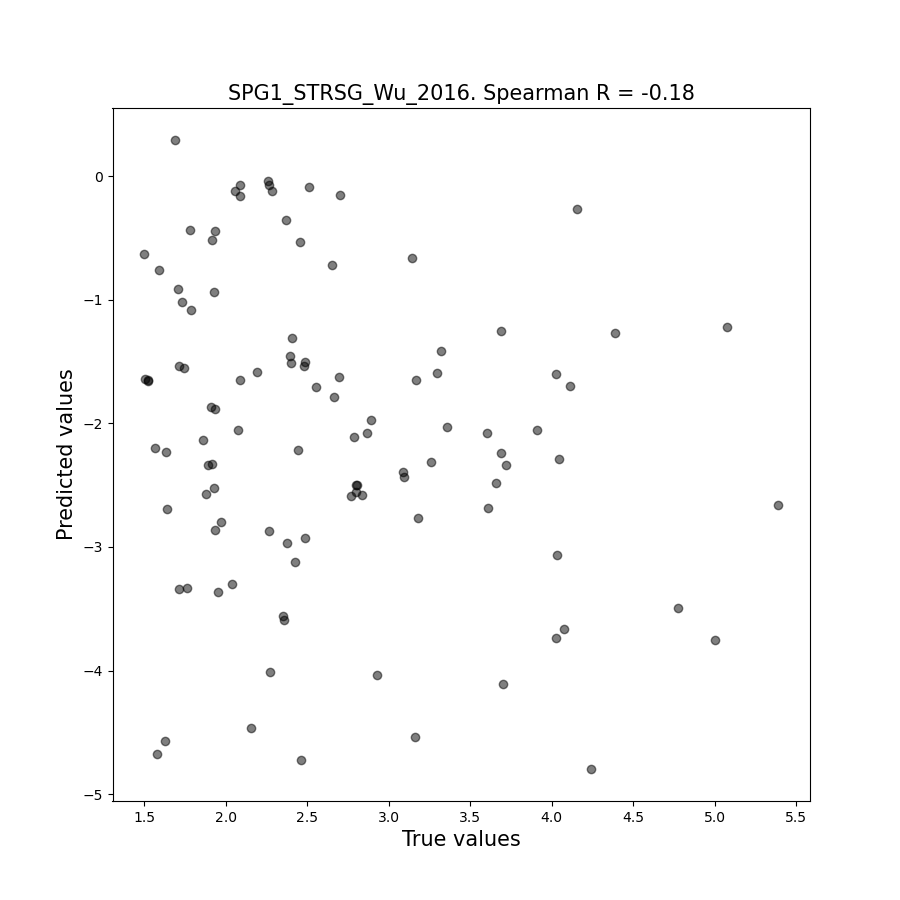 SPG1_STRSG_Wu_2016. Spearman R = -0.18
Predicted values
0
−1
−2
−3
−4
−5
1.5 2.0 2.5 3.0 3.5 4.0 4.5 5.0 5.5
True values